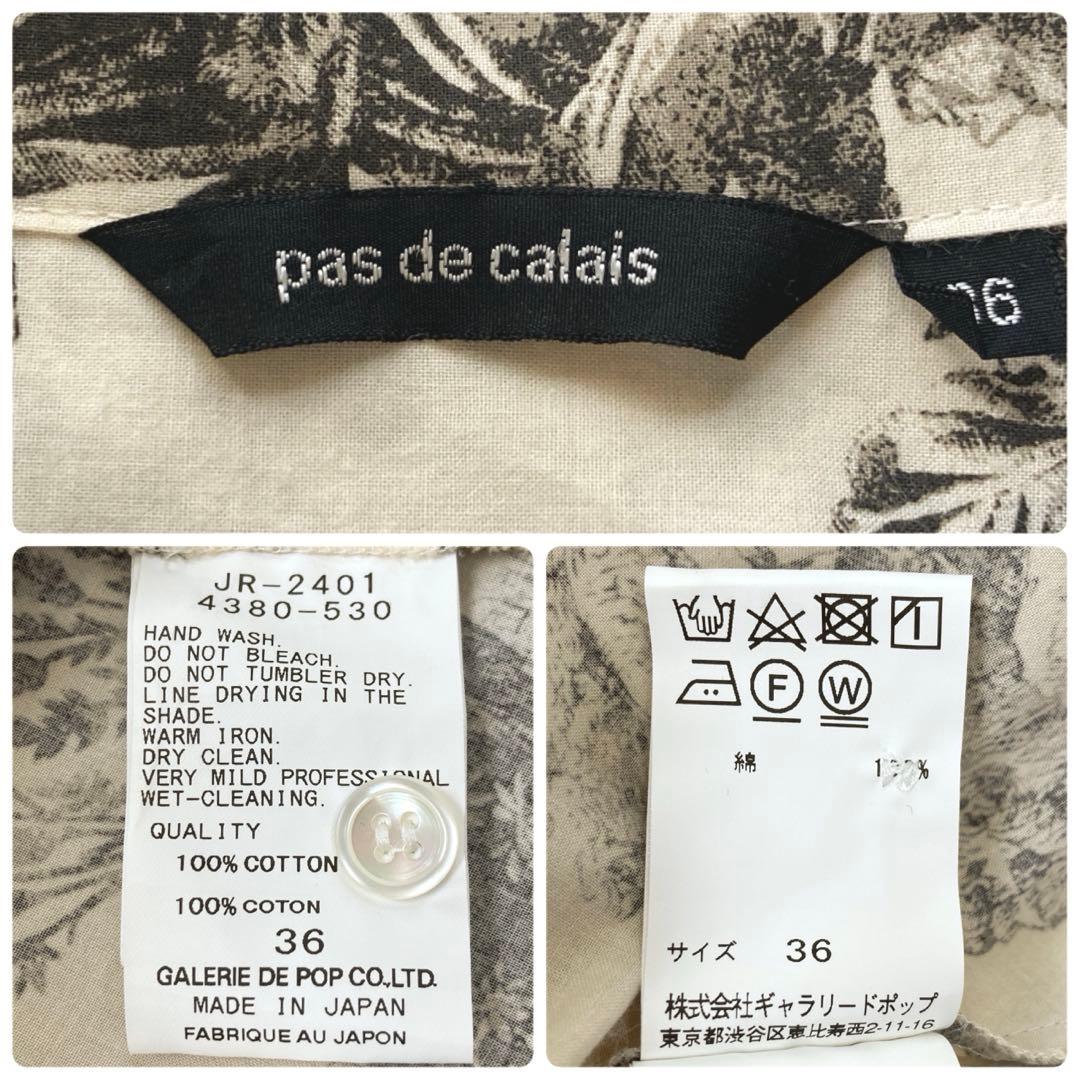 pas de calais
JR-2401
4380-530
HAND WASH.
DO NOT BLEACH.
DO NOT TUMBLER DRY.
LINE DRYING IN THE
SHADE.
WARM IRON.
DRY CLEAN.
VERY MILD PROFESSIONAL
WET-CLEANING.
QUALITY
100% COTTON
100% COTON
36
GALERIE DE POP CO.,LTD.
MADE IN JAPAN
FABRIQUE AU JAPON
F W
綿 100%
サイズ 36
株式会社ギャラリードポップ
東京都渋谷区恵比寿西2-11-16